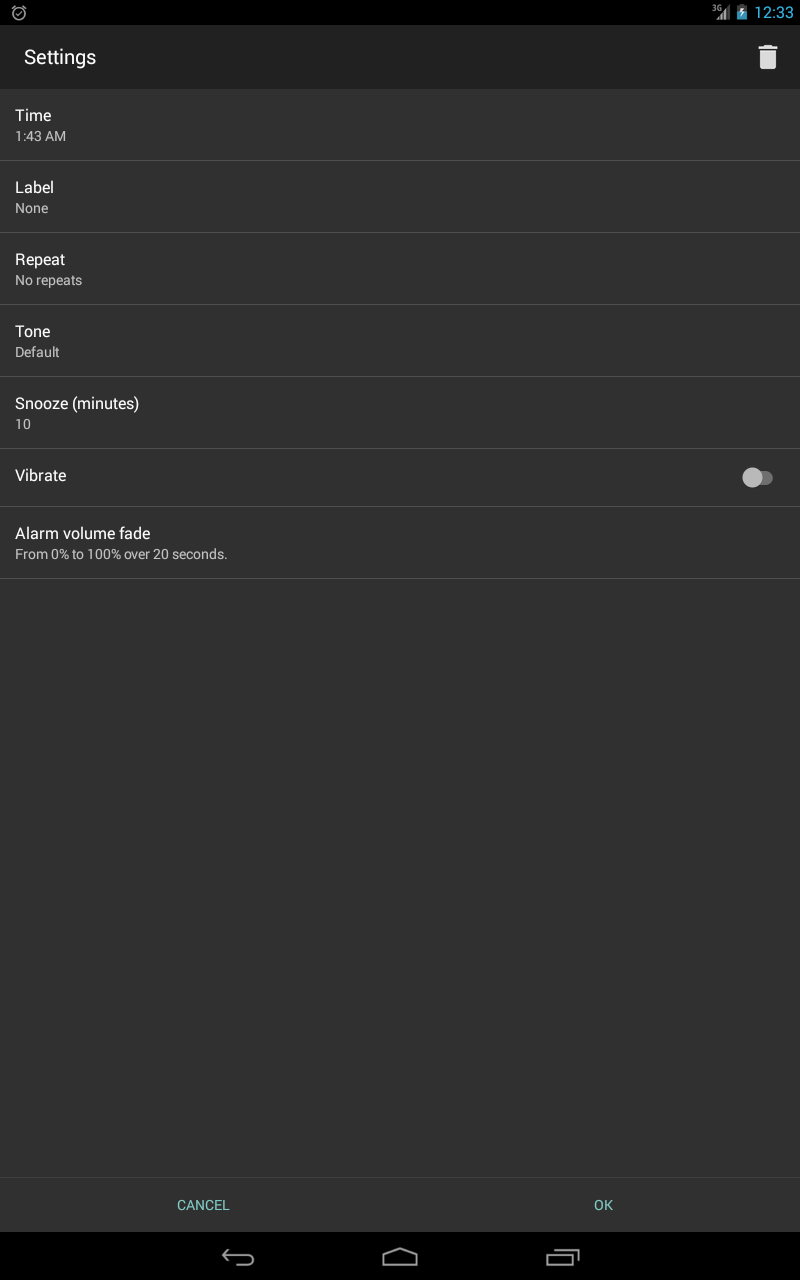 3G 12:33
Settings
Time
1:43 AM
Label
None
Repeat
No repeats
Tone
Default
Snooze (minutes)
10
Vibrate
Alarm volume fade
From 0% to 100% over 20 seconds.
CANCEL OK